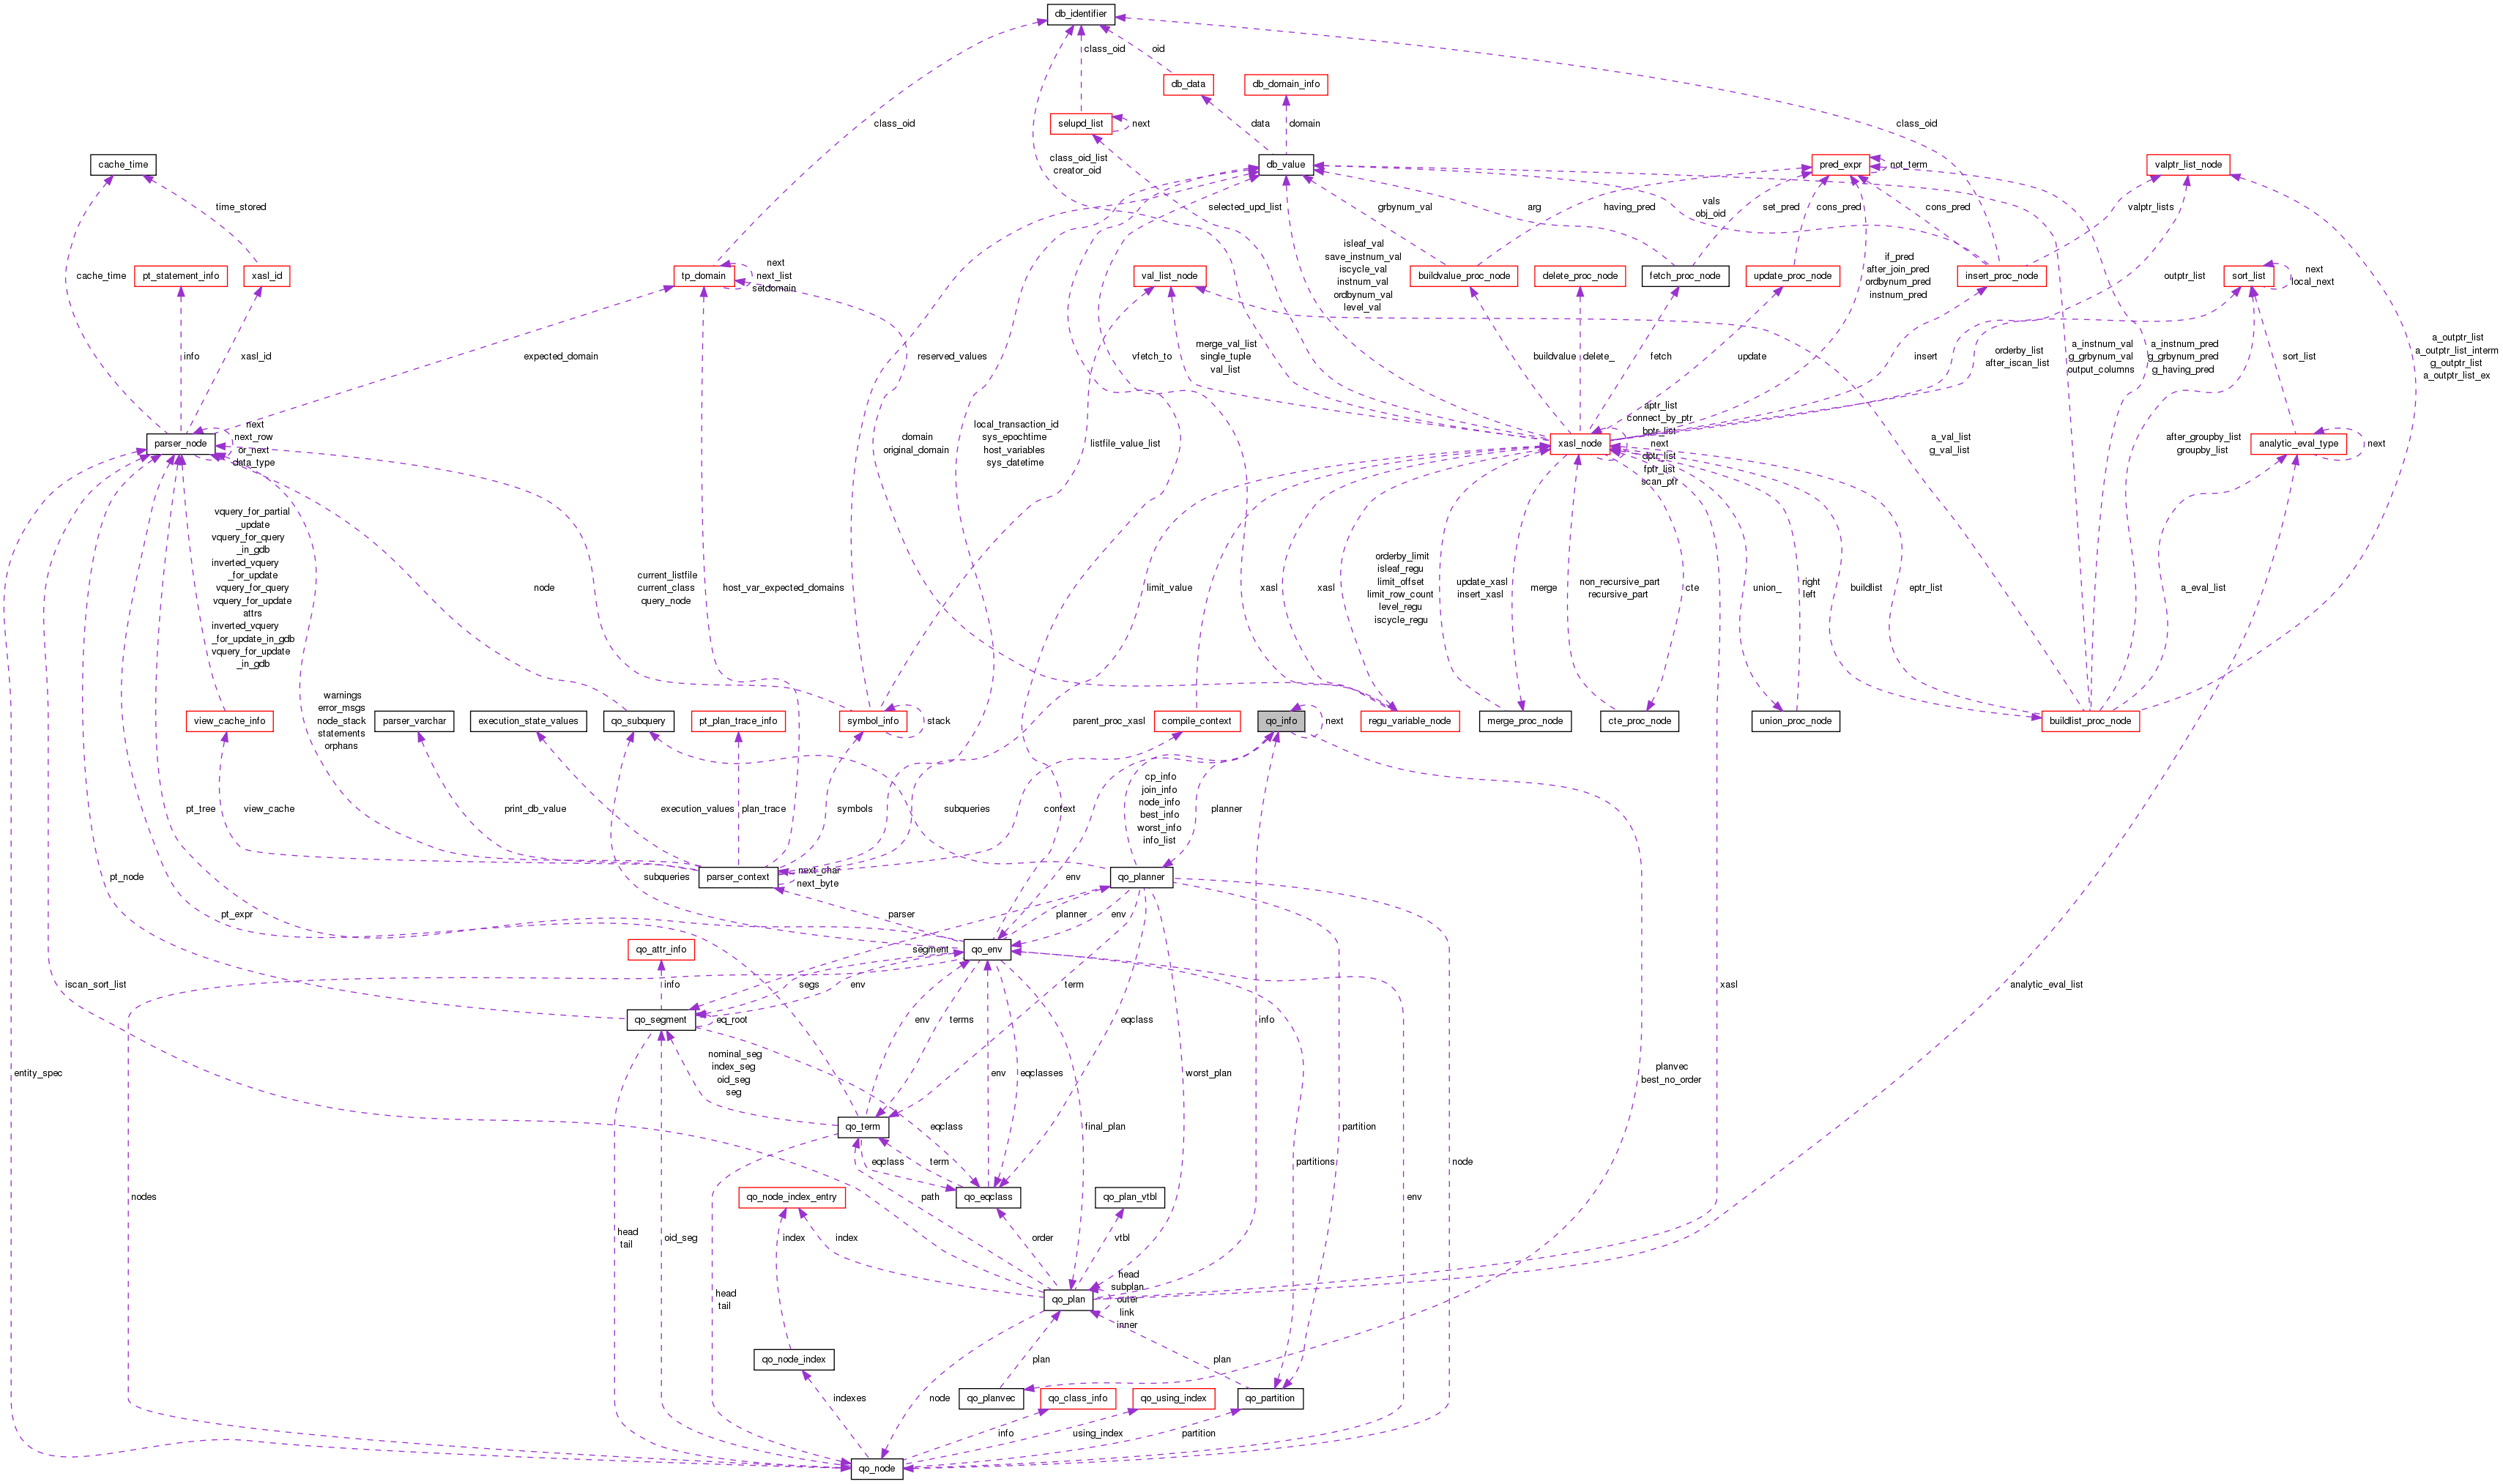 db_identifier
class_oid
oid
db_data
db_domain_info
selupd_list
next
class_oid
data
domain
class_oid
class_oid_list
creator_oid
cache_time
db_value
pred_expr
not_term
valptr_list_node
time_stored
selected_upd_list
grbynum_val
arg
having_pred
vals
obj_oid
set_pred
cons_pred
cons_pred
valptr_lists
cache_time
pt_statement_info
xasl_id
tp_domain
next
next_list
setdomain
val_list_node
isleaf_val
save_instnum_val
iscycle_val
instnum_val
ordbynum_val
level_val
buildvalue_proc_node
delete_proc_node
fetch_proc_node
update_proc_node
if_pred
after_join_pred
ordbynum_pred
instnum_pred
insert_proc_node
outptr_list
sort_list
next
local_next
info
xasl_id
expected_domain
reserved_values
vfetch_to
merge_val_list
single_tuple
val_list
buildvalue
delete_
fetch
update
insert
orderby_list
after_iscan_list
a_instnum_val
g_grbynum_val
output_columns
a_instnum_pred
g_grbynum_pred
g_having_pred
sort_list
a_outptr_list
a_outptr_list_interm
g_outptr_list
a_outptr_list_ex
parser_node
next
next_row
or_next
data_type
domain
original_domain
local_transaction_id
sys_epochtime
host_variables
sys_datetime
listfile_value_list
xasl_node
aptr_list
connect_by_ptr
bptr_list
next
dptr_list
fptr_list
scan_ptr
a_val_list
g_val_list
after_groupby_list
groupby_list
analytic_eval_type
next
vquery_for_partial
_update
vquery_for_query
_in_gdb
inverted_vquery
_for_update
vquery_for_query
vquery_for_update
attrs
inverted_vquery
_for_update_in_gdb
vquery_for_update
_in_gdb
node
current_listfile
current_class
query_node
host_var_expected_domains
limit_value
xasl
xasl
orderby_limit
isleaf_regu
limit_offset
limit_row_count
level_regu
iscycle_regu
update_xasl
insert_xasl
merge
non_recursive_part
recursive_part
cte
union_
right
left
buildlist
eptr_list
a_eval_list
warnings
error_msgs
node_stack
statements
orphans
view_cache_info
parser_varchar
execution_state_values
qo_subquery
pt_plan_trace_info
symbol_info
stack
parent_proc_xasl
compile_context
qo_info
next
regu_variable_node
merge_proc_node
cte_proc_node
union_proc_node
buildlist_proc_node
pt_tree
view_cache
print_db_value
execution_values
plan_trace
symbols
subqueries
context
cp_info
join_info
node_info
best_info
worst_info
info_list
planner
pt_node
subqueries
parser_context
next_char
next_byte
env
qo_planner
pt_expr
parser
planner
env
qo_attr_info
segment
qo_env
iscan_sort_list
info
segs
env
term
xasl
analytic_eval_list
qo_segment
eq_root
env
terms
eqclass
info
entity_spec
nominal_seg
index_seg
oid_seg
seg
env
eqclasses
worst_plan
planvec
best_no_order
qo_term
eqclass
final_plan
partition
eqclass
term
partitions
node
nodes
qo_node_index_entry
path
qo_eqclass
qo_plan_vtbl
env
head
tail
oid_seg
index
index
order
vtbl
head
tail
qo_plan
head
subplan
outer
link
inner
qo_node_index
plan
plan
indexes
node
qo_planvec
qo_class_info
qo_using_index
qo_partition
info
using_index
partition
qo_node